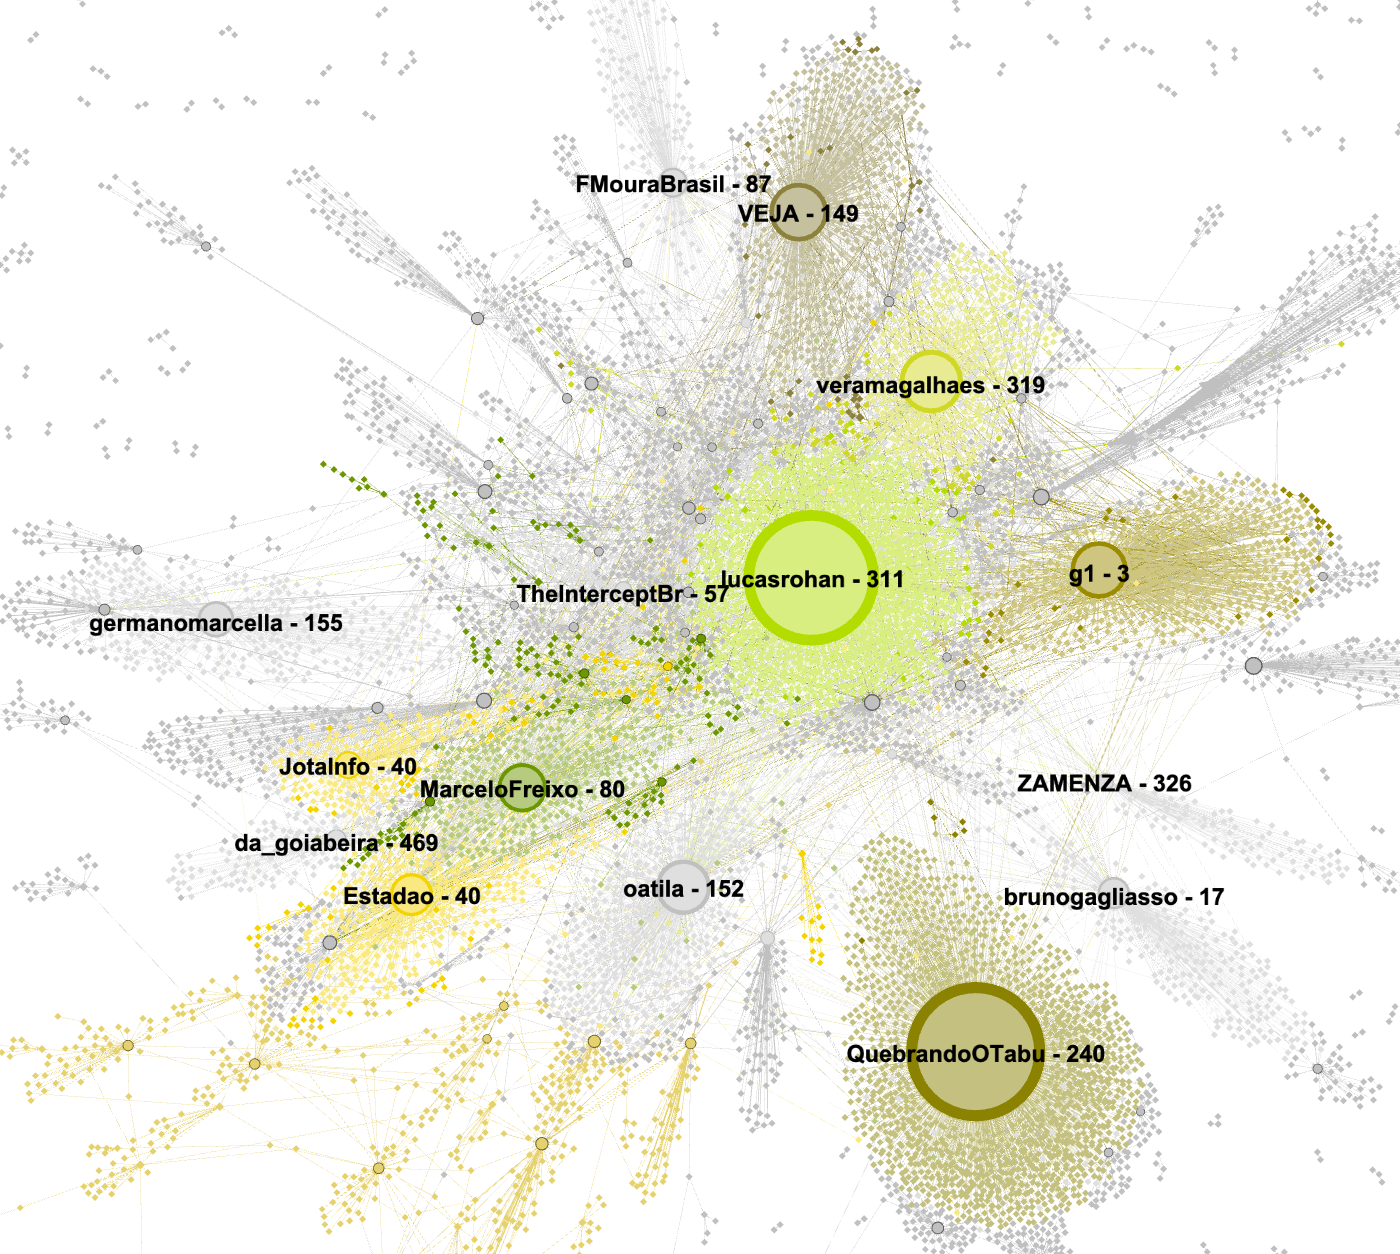 FMouraBrasil - 87
VEJA - 149
veramagalhaes - 319
lucasrohan - 311
g1 - 3
TheInterceptBr - 57
germanomarcella - 155
JotaInfo - 40
MarceloFreixo - 80
ZAMENZA - 326
da_goiabeira - 469
Estadao - 40
oatila - 152
brunogagliasso - 17
QuebrandoOTabu - 240